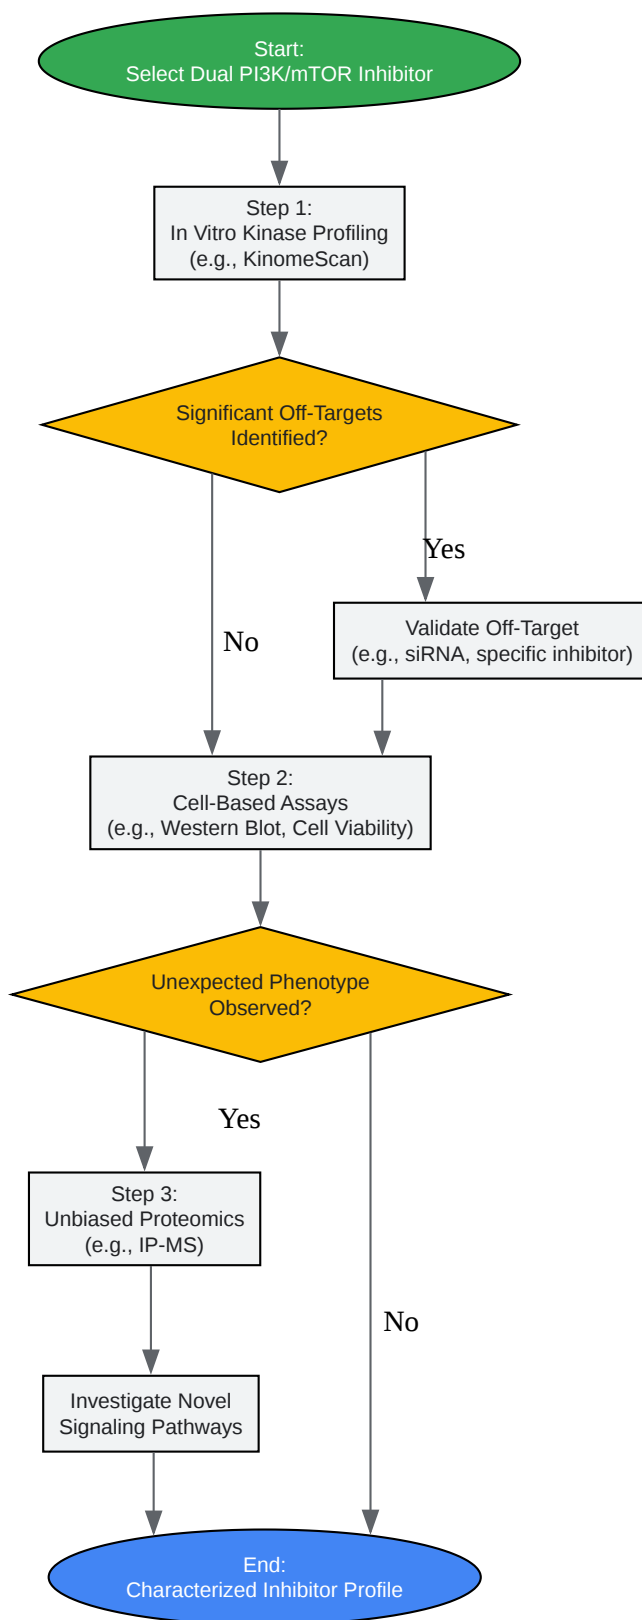 Start:
Select Dual PI3K/mTOR Inhibitor
Step 1:
In Vitro Kinase Profiling
(e.g., KinomeScan)
Significant Off-Targets
Identified?
Yes
Validate Off-Target
(e.g., siRNA, specific inhibitor)
No
Step 2:
Cell-Based Assays
(e.g., Western Blot, Cell Viability)
Unexpected Phenotype
Observed?
Yes
Step 3:
Unbiased Proteomics
(e.g., IP-MS)
No
Investigate Novel
Signaling Pathways
End:
Characterized Inhibitor Profile